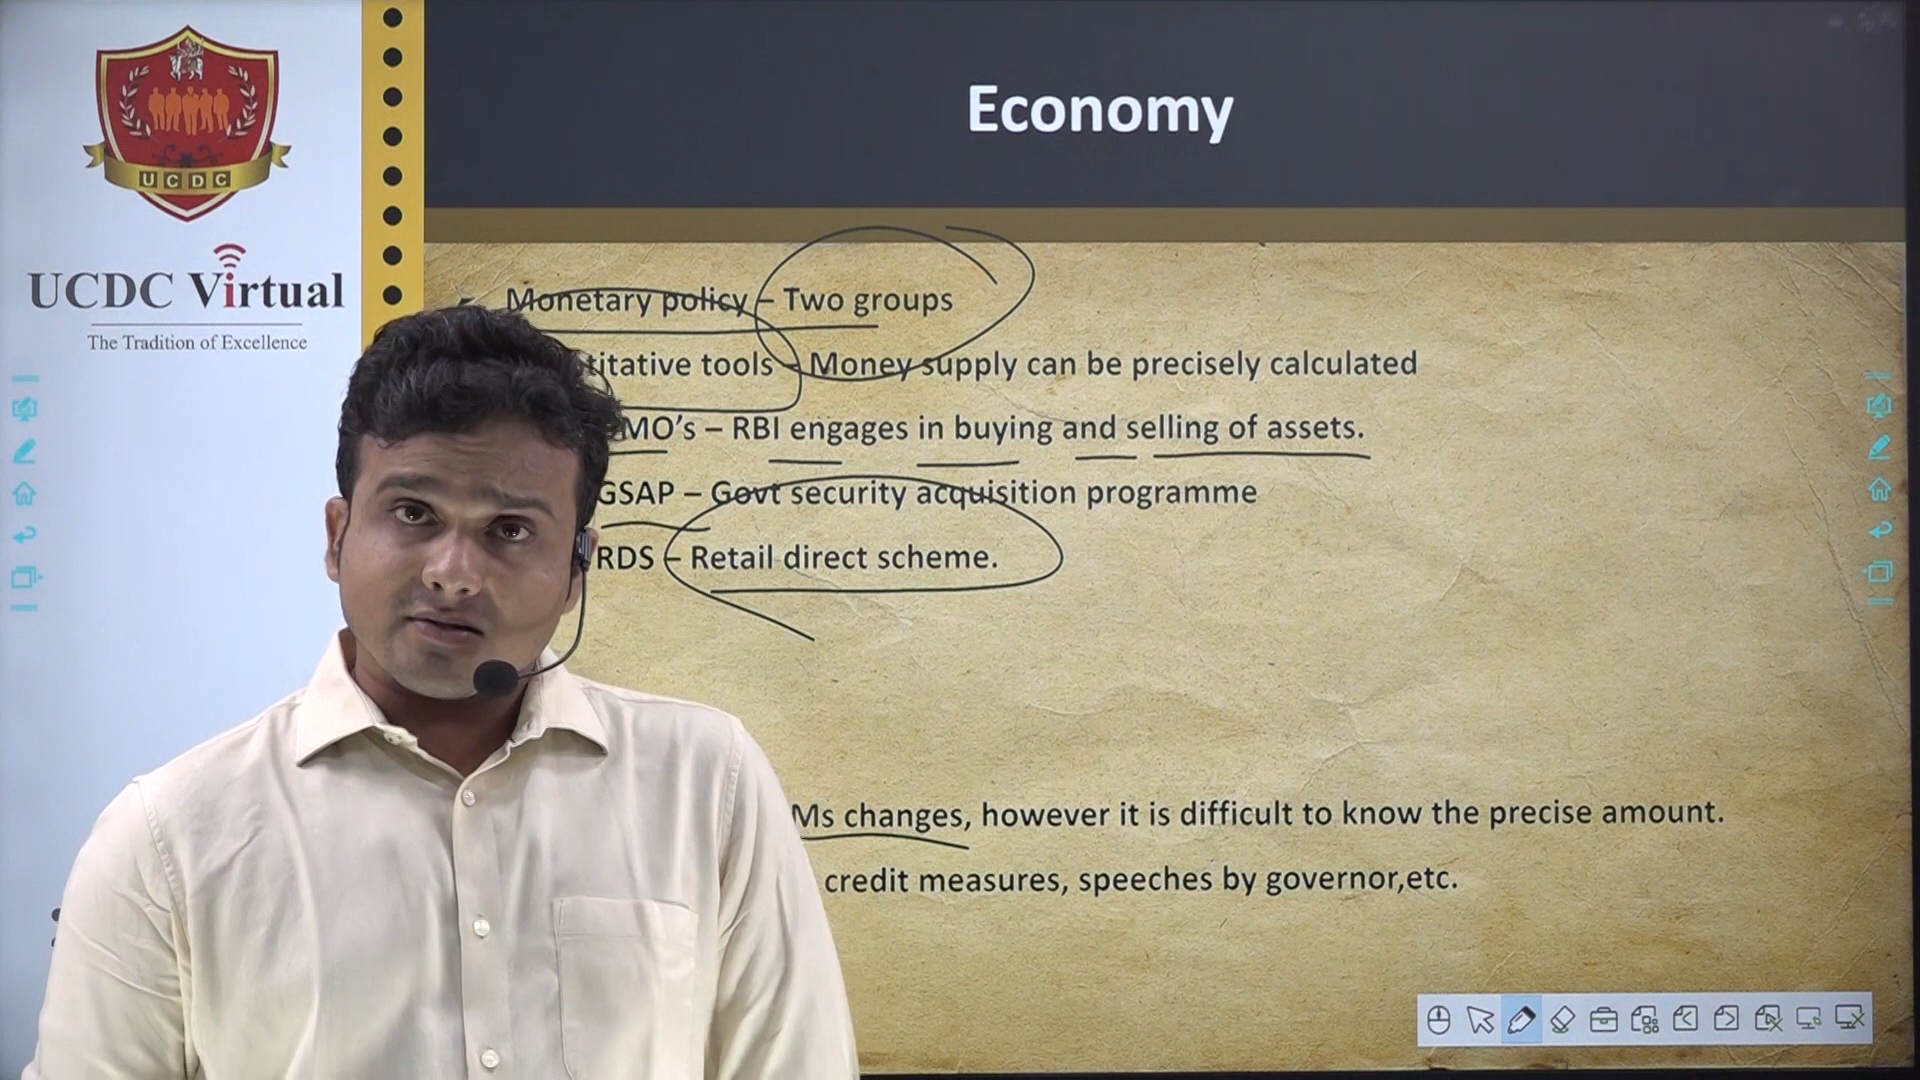 UCDC
UCDC Virtual
The Tradition of Excellence
Economy
Monetary policy – Two groups
titative tools – Money supply can be precisely calculated
MO's – RBI engages in buying and selling of assets.
GSAP – Govt security acquisition programme
RDS – Retail direct scheme.
Ms changes, however it is difficult to know the precise amount.
credit measures, speeches by governor,etc.